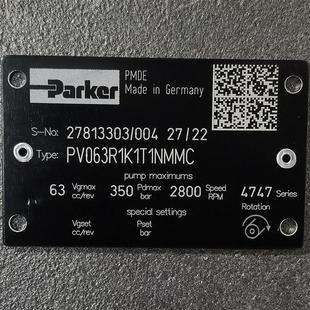 Parker
PMDE
Made in Germany
S-No: 27813303/004 27/22
Type: PV063R1K1T1NMMC
pump maximums
63 Vgmax cc/rev 350 Pdmax bar 2800 Speed RPM 4747 Series
Rotation
special settings
Vgset cc/rev Pset bar